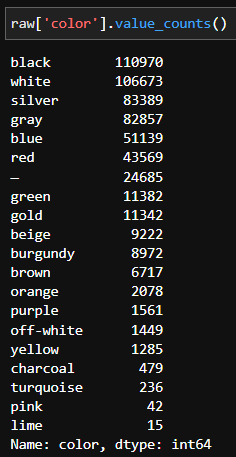 raw['color'].value_counts()
black 110970
white 106673
silver 83389
gray 82857
blue 51139
red 43569
— 24685
green 11382
gold 11342
beige 9222
burgundy 8972
brown 6717
orange 2078
purple 1561
off-white 1449
yellow 1285
charcoal 479
turquoise 236
pink 42
lime 15
Name: color, dtype: int64